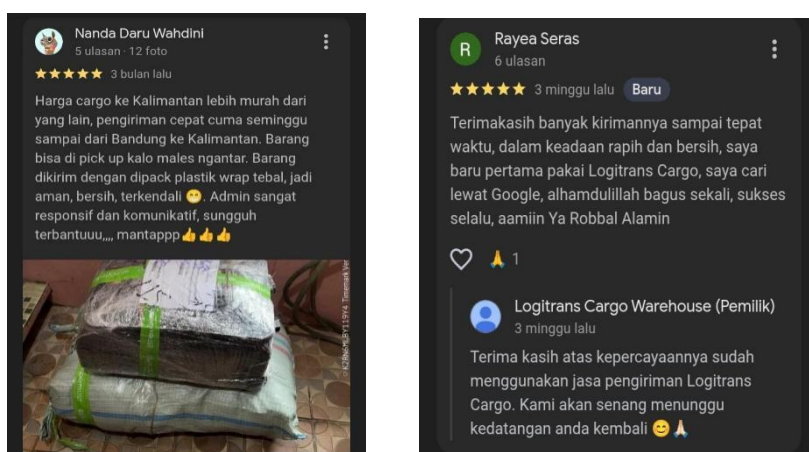 Nanda Daru Wahdini
5 ulasan · 12 foto
3 bulan lalu
Harga cargo ke Kalimantan lebih murah dari
yang lain, pengiriman cepat cuma seminggu
sampai dari Bandung ke Kalimantan. Barang
bisa di pick up kalo males ngantar. Barang
dikirim dengan dipack plastik wrap tebal, jadi
aman, bersih, terkendali 😁. Admin sangat
responsif dan komunikatif, sungguh
terbantuuu,,,, mantappp👍👍👍
R
Rayea Seras
6 ulasan
3 minggu lalu Baru
Terimakasih banyak kirimannya sampai tepat
waktu, dalam keadaan rapih dan bersih, saya
baru pertama pakai Logitrans Cargo, saya cari
lewat Google, alhamdulillah bagus sekali, sukses
selalu, aamiin Ya Robbal Alamin
🙏 1
Logitrans Cargo Warehouse (Pemilik)
3 minggu lalu
Terima kasih atas kepercayaannya sudah
menggunakan jasa pengiriman Logitrans
Cargo. Kami akan senang menunggu
kedatangan anda kembali 😊🙏